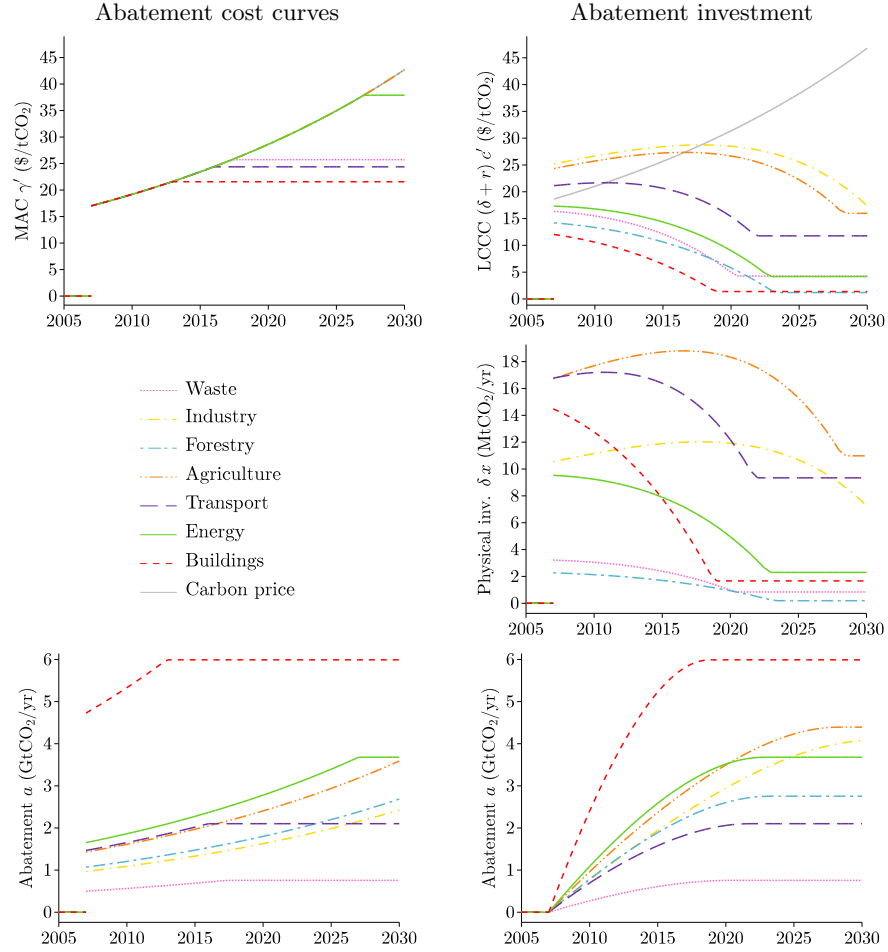 Abatement cost curves
Abatement investment
MAC γ′ ($/tCO2)
45
40
35
30
25
20
15
10
5
0
2005 2010 2015 2020 2025 2030
LCCC (δ + r) c′ ($/tCO2)
45
40
35
30
25
20
15
10
5
0
2005 2010 2015 2020 2025 2030
Waste
Industry
Forestry
Agriculture
Transport
Energy
Buildings
Carbon price
Physical inv. δ x (MtCO2/yr)
18
16
14
12
10
8
6
4
2
0
2005 2010 2015 2020 2025 2030
Abatement a (GtCO2/yr)
6
5
4
3
2
1
0
2005 2010 2015 2020 2025 2030
Abatement a (GtCO2/yr)
6
5
4
3
2
1
0
2005 2010 2015 2020 2025 2030